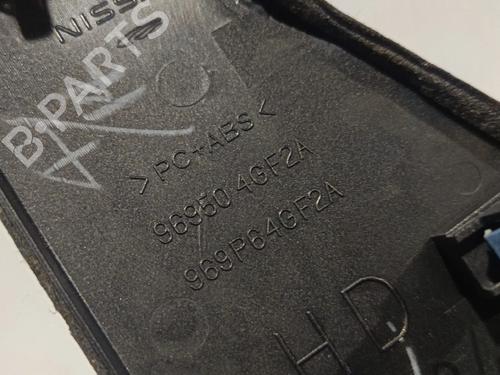 NISS
B-PARTS
>PC+ABS<
96950 4GF2A
969P64GF2A
HD